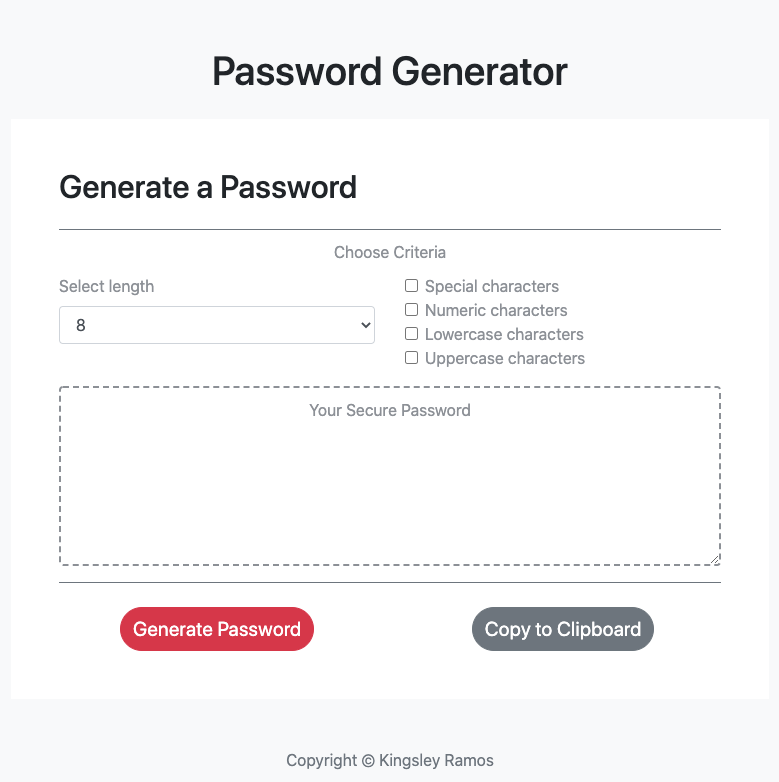 Password Generator
Generate a Password
Choose Criteria
Select length
8
Special characters
Numeric characters
Lowercase characters
Uppercase characters
Your Secure Password
Generate Password
Copy to Clipboard
Copyright © Kingsley Ramos